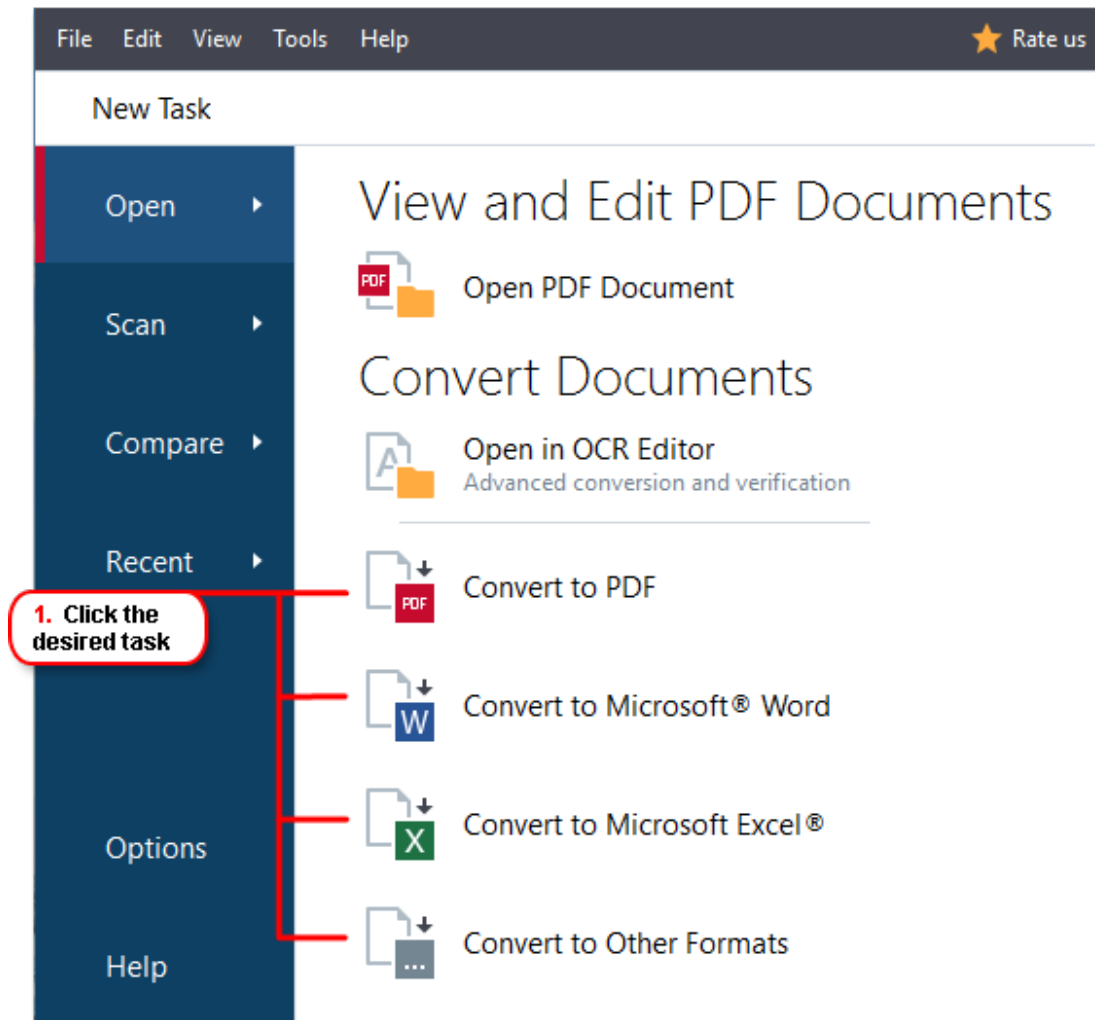 File Edit View Tools Help Rate us
New Task
Open
Scan
Compare
Recent
1. Click the
desired task
Options
Help
View and Edit PDF Documents
PDF
Open PDF Document
Convert Documents
A
Open in OCR Editor
Advanced conversion and verification
PDF
Convert to PDF
W
Convert to Microsoft® Word
X
Convert to Microsoft Excel®
...
Convert to Other Formats